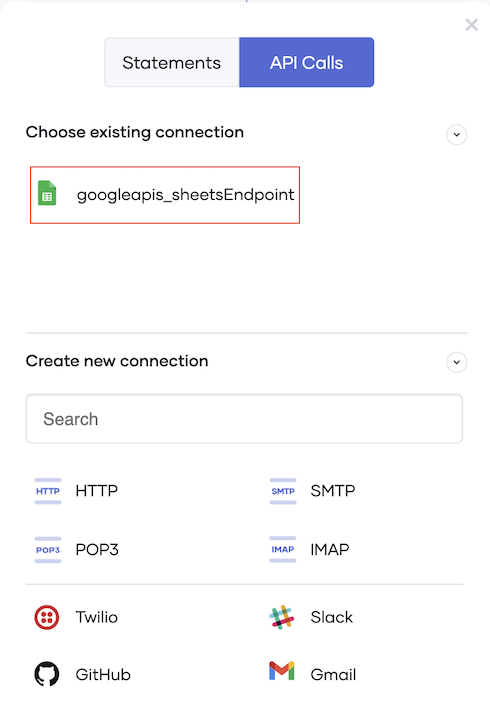 Statements API Calls
Choose existing connection
googleapis_sheetsEndpoint
Create new connection
Search
HTTP HTTP SMTP SMTP
POP3 POP3 IMAP IMAP
Twilio Slack
GitHub Gmail